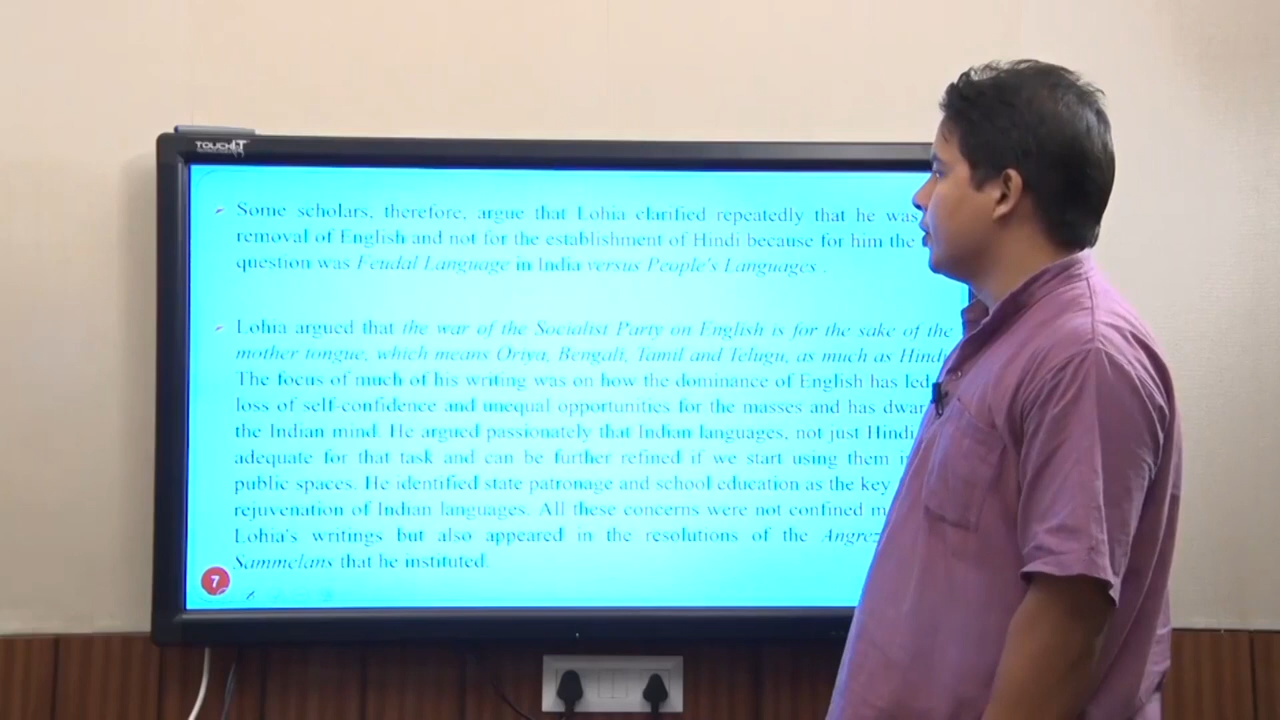 TOUCHIT
Some scholars, therefore, argue that Lohia clarified repeatedly that he was
removal of English and not for the establishment of Hindi because for him the
question was Feudal Language in India versus People's Languages .
Lohia argued that the war of the Socialist Party on English is for the sake of the
mother tongue, which means Oriya, Bengali, Tamil and Telugu, as much as Hindi
The focus of much of his writing was on how the dominance of English has led
loss of self-confidence and unequal opportunities for the masses and has
the Indian mind. He argued passionately that Indian languages, not just Hindi
adequate for that task and can be further refined if we start using them
public spaces. He identified state patronage and school education as the key
rejuvenation of Indian languages. All these concerns were not confined
Lohia's writings but also appeared in the resolutions of the
Sammelans that he instituted.
7